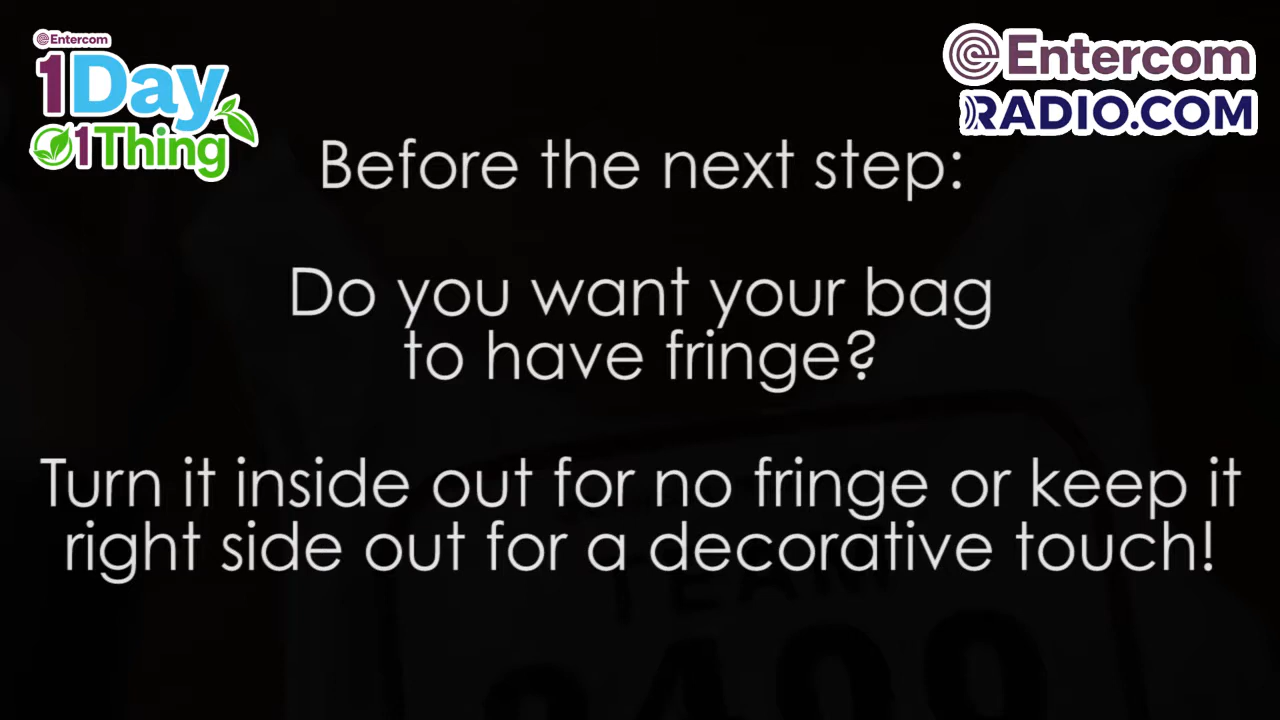 Entercom
1Day
1Thing
Entercom
RADIO.COM
Before the next step:
Do you want your bag
to have fringe?
Turn it inside out for no fringe or keep it
right side out for a decorative touch!
TEAM